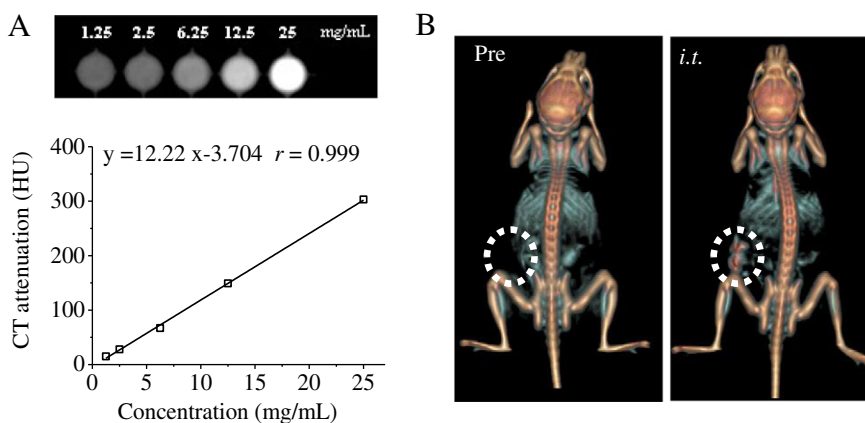 A
1.25 2.5 6.25 12.5 25 mg/mL
y =12.22 x-3.704 r = 0.999
CT attenuation (HU)
400
300
200
100
0
0 5 10 15 20 25
Concentration (mg/mL)
B
Pre
i.t.